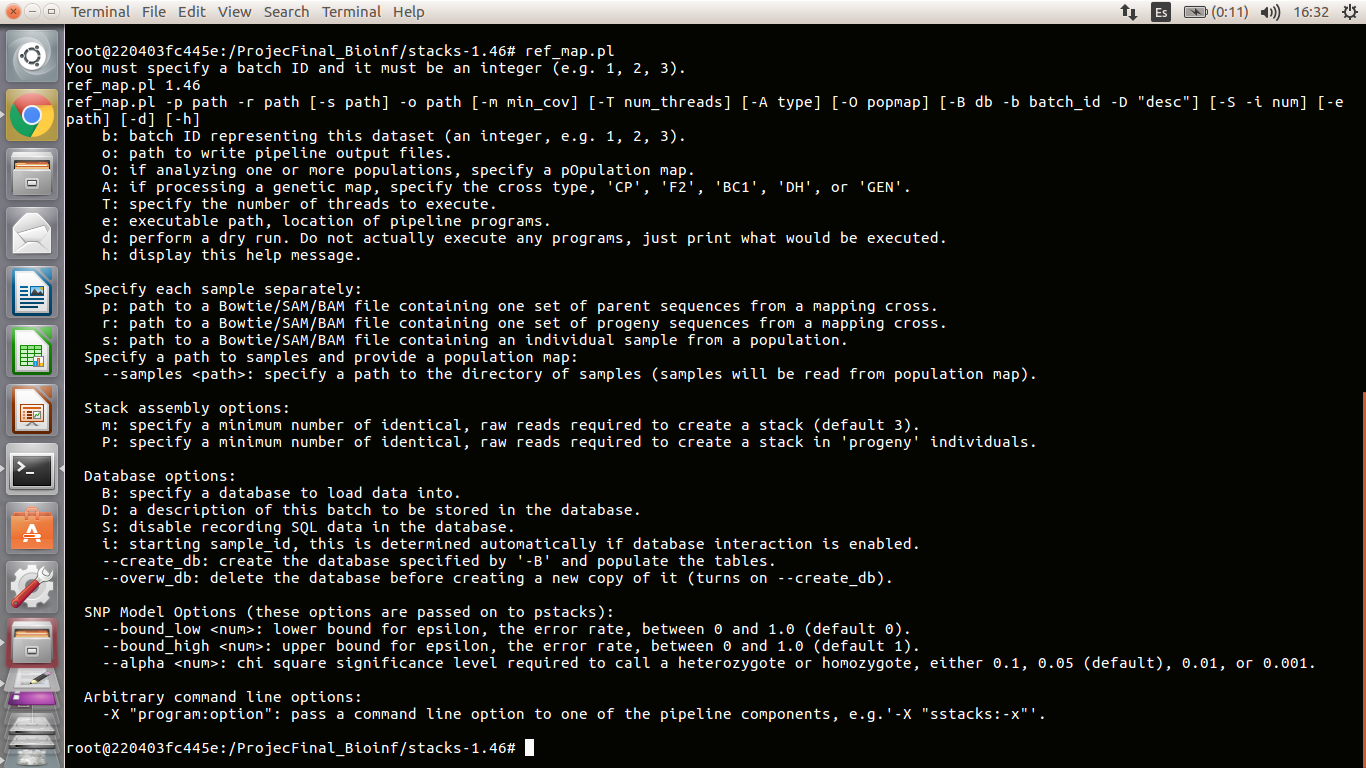 Terminal File Edit View Search Terminal Help Es (0:11) 16:32
root@220403fc445e:/ProjecFinal_Bioinf/stacks-1.46# ref_map.pl
You must specify a batch ID and it must be an integer (e.g. 1, 2, 3).
ref_map.pl 1.46
ref_map.pl -p path -r path [-s path] -o path [-m min_cov] [-T num_threads] [-A type] [-O popmap] [-B db -b batch_id -D "desc"] [-S -i num] [-e
path] [-d] [-h]
b: batch ID representing this dataset (an integer, e.g. 1, 2, 3).
o: path to write pipeline output files.
O: if analyzing one or more populations, specify a pOpulation map.
A: if processing a genetic map, specify the cross type, 'CP', 'F2', 'BC1', 'DH', or 'GEN'.
T: specify the number of threads to execute.
e: executable path, location of pipeline programs.
d: perform a dry run. Do not actually execute any programs, just print what would be executed.
h: display this help message.
Specify each sample separately:
p: path to a Bowtie/SAM/BAM file containing one set of parent sequences from a mapping cross.
r: path to a Bowtie/SAM/BAM file containing one set of progeny sequences from a mapping cross.
s: path to a Bowtie/SAM/BAM file containing an individual sample from a population.
Specify a path to samples and provide a population map:
--samples <path>: specify a path to the directory of samples (samples will be read from population map).
Stack assembly options:
m: specify a minimum number of identical, raw reads required to create a stack (default 3).
P: specify a minimum number of identical, raw reads required to create a stack in 'progeny' individuals.
Database options:
B: specify a database to load data into.
D: a description of this batch to be stored in the database.
S: disable recording SQL data in the database.
i: starting sample_id, this is determined automatically if database interaction is enabled.
--create_db: create the database specified by '-B' and populate the tables.
--overw_db: delete the database before creating a new copy of it (turns on --create_db).
SNP Model Options (these options are passed on to pstacks):
--bound_low <num>: lower bound for epsilon, the error rate, between 0 and 1.0 (default 0).
--bound_high <num>: upper bound for epsilon, the error rate, between 0 and 1.0 (default 1).
--alpha <num>: chi square significance level required to call a heterozygote or homozygote, either 0.1, 0.05 (default), 0.01, or 0.001.
Arbitrary command line options:
-X "program:option": pass a command line option to one of the pipeline components, e.g.'-X "sstacks:-x"'.
root@220403fc445e:/ProjecFinal_Bioinf/stacks-1.46#